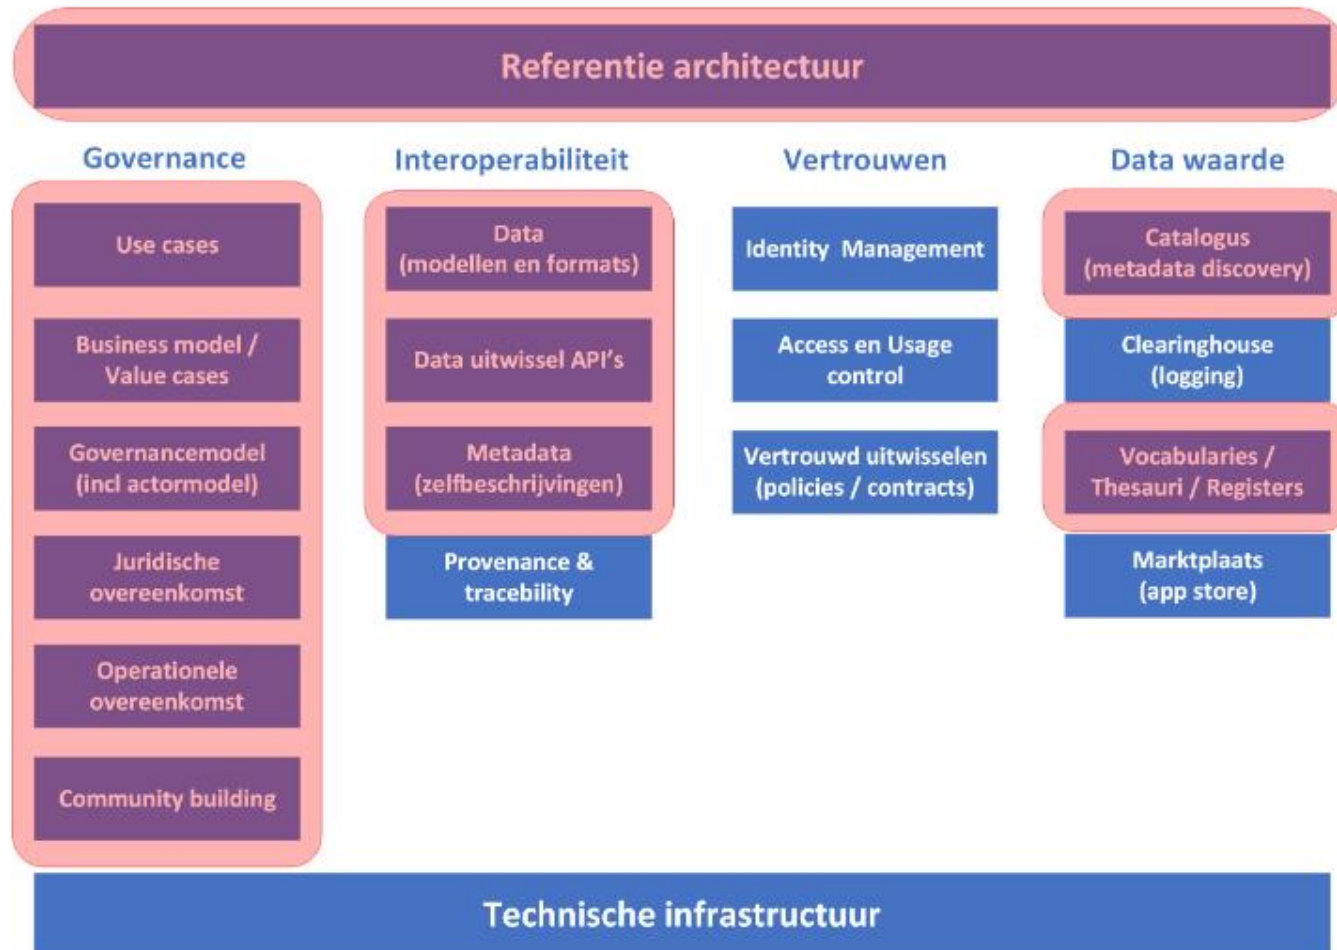 Referentie architectuur
Governance
Use cases
Business model /
Value cases
Governancemodel
(incl actormodel)
Juridische
overeenkomst
Operationele
overeenkomst
Community building
Interoperabiliteit
Data
(modellen en formats)
Data uitwissel API's
Metadata
(zelfbeschrijvingen)
Provenance &
tracebility
Vertrouwen
Identity Management
Access en Usage
control
Vertrouwd uitwisselen
(policies / contracts)
Data waarde
Catalogus
(metadata discovery)
Clearinghouse
(logging)
Vocabularies /
Thesauri / Registers
Marktplaats
(app store)
Technische infrastructuur